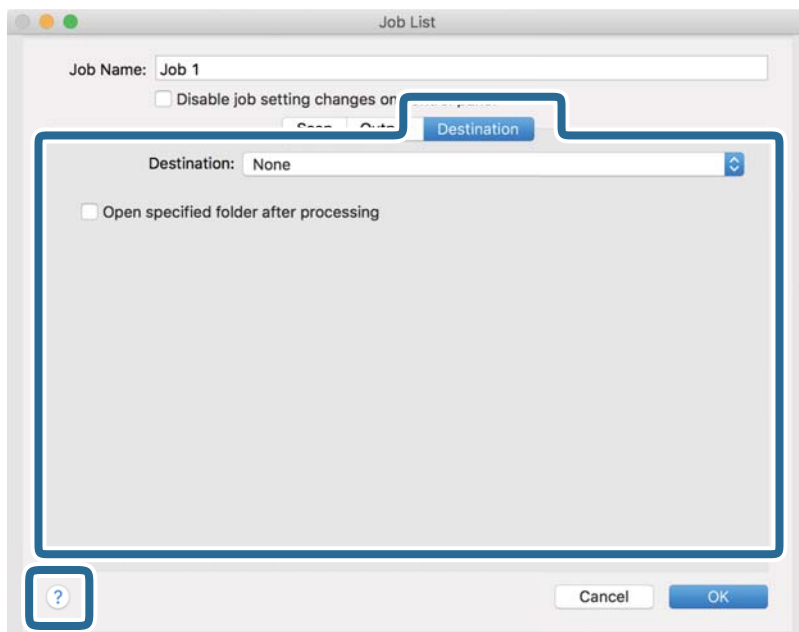 Job List
Job Name: Job 1
Disable job setting changes on
Destination
Destination: None
Open specified folder after processing
?
Cancel
OK